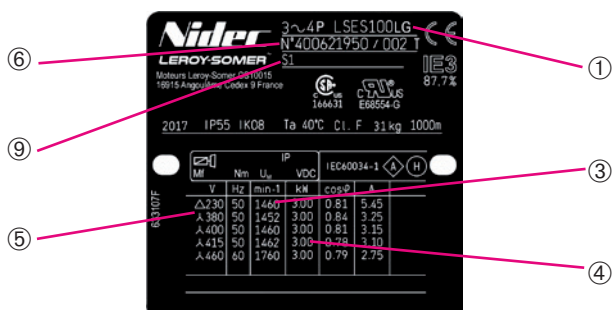 Nidec
3~4P LSES100LG
N°400621950 / 002 T
S1
LEROY-SOMER™
Moteurs Leroy-Somer CS10015
16915 Angoulême Cedex 9 France
CE
IE3
87.7%
166631
E68554-G
2017 IP55 IK08 Ta 40°C Cl. F 31kg 1000m
IP
IEC60034-1 A H
Mf Nm VDC
V Hz min-1 kW cosφ A
△230 50 1460 3.00 0.81 5.45
⅄380 50 1452 3.00 0.84 3.25
⅄400 50 1460 3.00 0.81 3.15
⅄415 50 1462 3.00 0.78 3.10
⅄460 60 1760 3.00 0.79 2.75
633107F
①
③
④
⑤
⑥
⑨